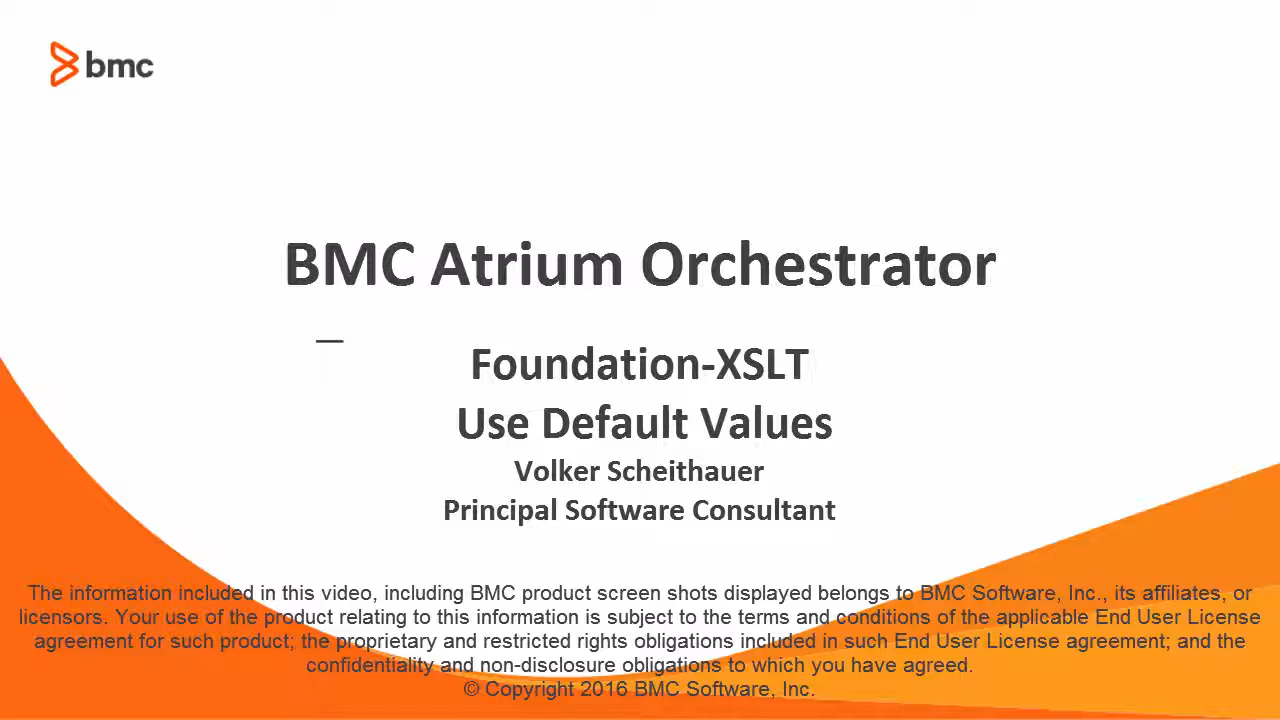 bmc
BMC Atrium Orchestrator
Foundation-XSLT
Use Default Values
Volker Scheithauer
Principal Software Consultant
The information included in this video, including BMC product screen shots displayed belongs to BMC Software, Inc., its affiliates, or
licensors. Your use of the product relating to this information is subject to the terms and conditions of the applicable End User License
agreement for such product; the proprietary and restricted rights obligations included in such End User License agreement; and the
confidentiality and non-disclosure obligations to which you have agreed.
© Copyright 2016 BMC Software, Inc.